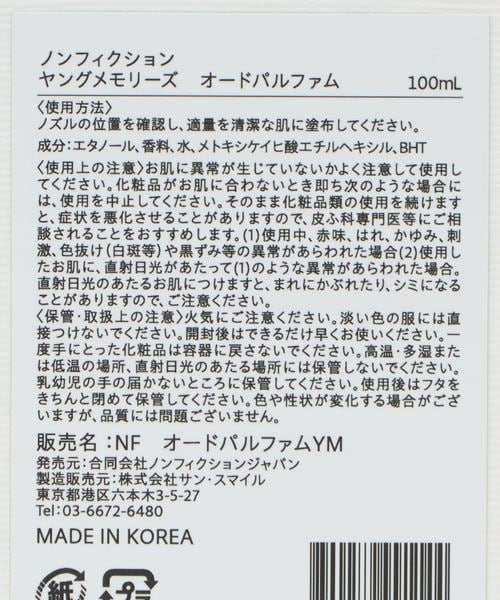 ノンフィクション
ヤングメモリーズ　オードパルファム　100mL
〈使用方法〉
ノズルの位置を確認し、適量を清潔な肌に塗布してください。
成分：エタノール、香料、水、メトキシケイヒ酸エチルヘキシル、BHT
〈使用上の注意〉お肌に異常が生じていないかよく注意して使用し
てください。化粧品がお肌に合わないとき即ち次のような場合に
は、使用を中止してください。そのまま化粧品類の使用を続けます
と、症状を悪化させることがありますので、皮ふ科専門医等にご相
談されることをおすすめします。(1)使用中、赤味、はれ、かゆみ、刺
激、色抜け(白斑等)や黒ずみ等の異常があらわれた場合(2)使用し
たお肌に、直射日光があたって(1)のような異常があらわれた場合。
直射日光のあたるお肌につけますと、まれにかぶれたり、シミになる
ことがありますので、ご注意ください。
〈保管・取扱上の注意〉火気にご注意ください。淡い色の服には直
接つけないでください。開封後はできるだけ早くお使いください。一
度手にとった化粧品は容器に戻さないでください。高温・多湿また
は低温の場所、直射日光のあたる場所には保管しないでください。
乳幼児の手の届かないところに保管してください。使用後はフタを
きちんと閉めて保管してください。色や性状が変化する場合がござ
いますが、品質には問題ございません。
販売名：NF　オードパルファムYM
発売元：合同会社ノンフィクションジャパン
製造販売元：株式会社サン・スマイル
東京都港区六本木3-5-27
Tel：03-6672-6480
MADE IN KOREA
紙 プラ